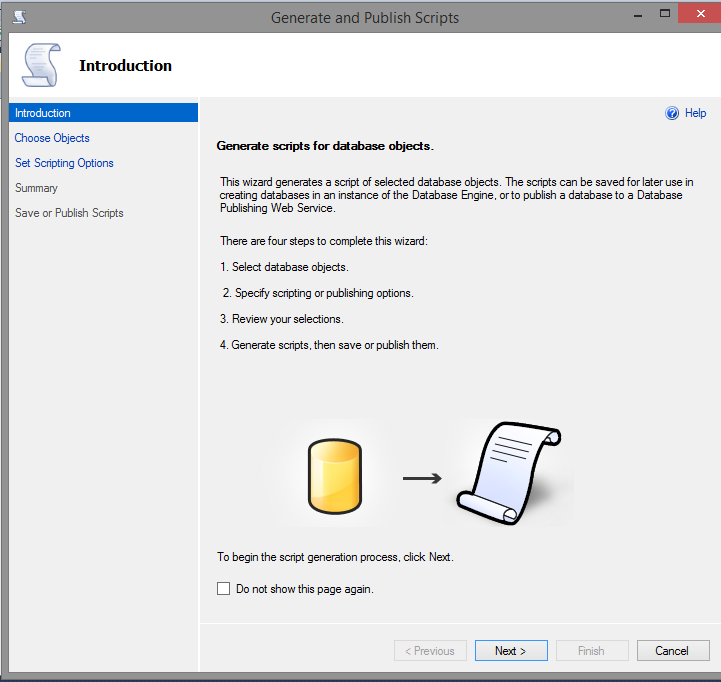 Generate and Publish Scripts
Introduction
Introduction
Choose Objects
Set Scripting Options
Summary
Save or Publish Scripts
Help
Generate scripts for database objects.
This wizard generates a script of selected database objects. The scripts can be saved for later use in
creating databases in an instance of the Database Engine, or to publish a database to a Database
Publishing Web Service.
There are four steps to complete this wizard:
1. Select database objects.
2. Specify scripting or publishing options.
3. Review your selections.
4. Generate scripts, then save or publish them.
To begin the script generation process, click Next.
Do not show this page again.
< Previous
Next >
Finish
Cancel